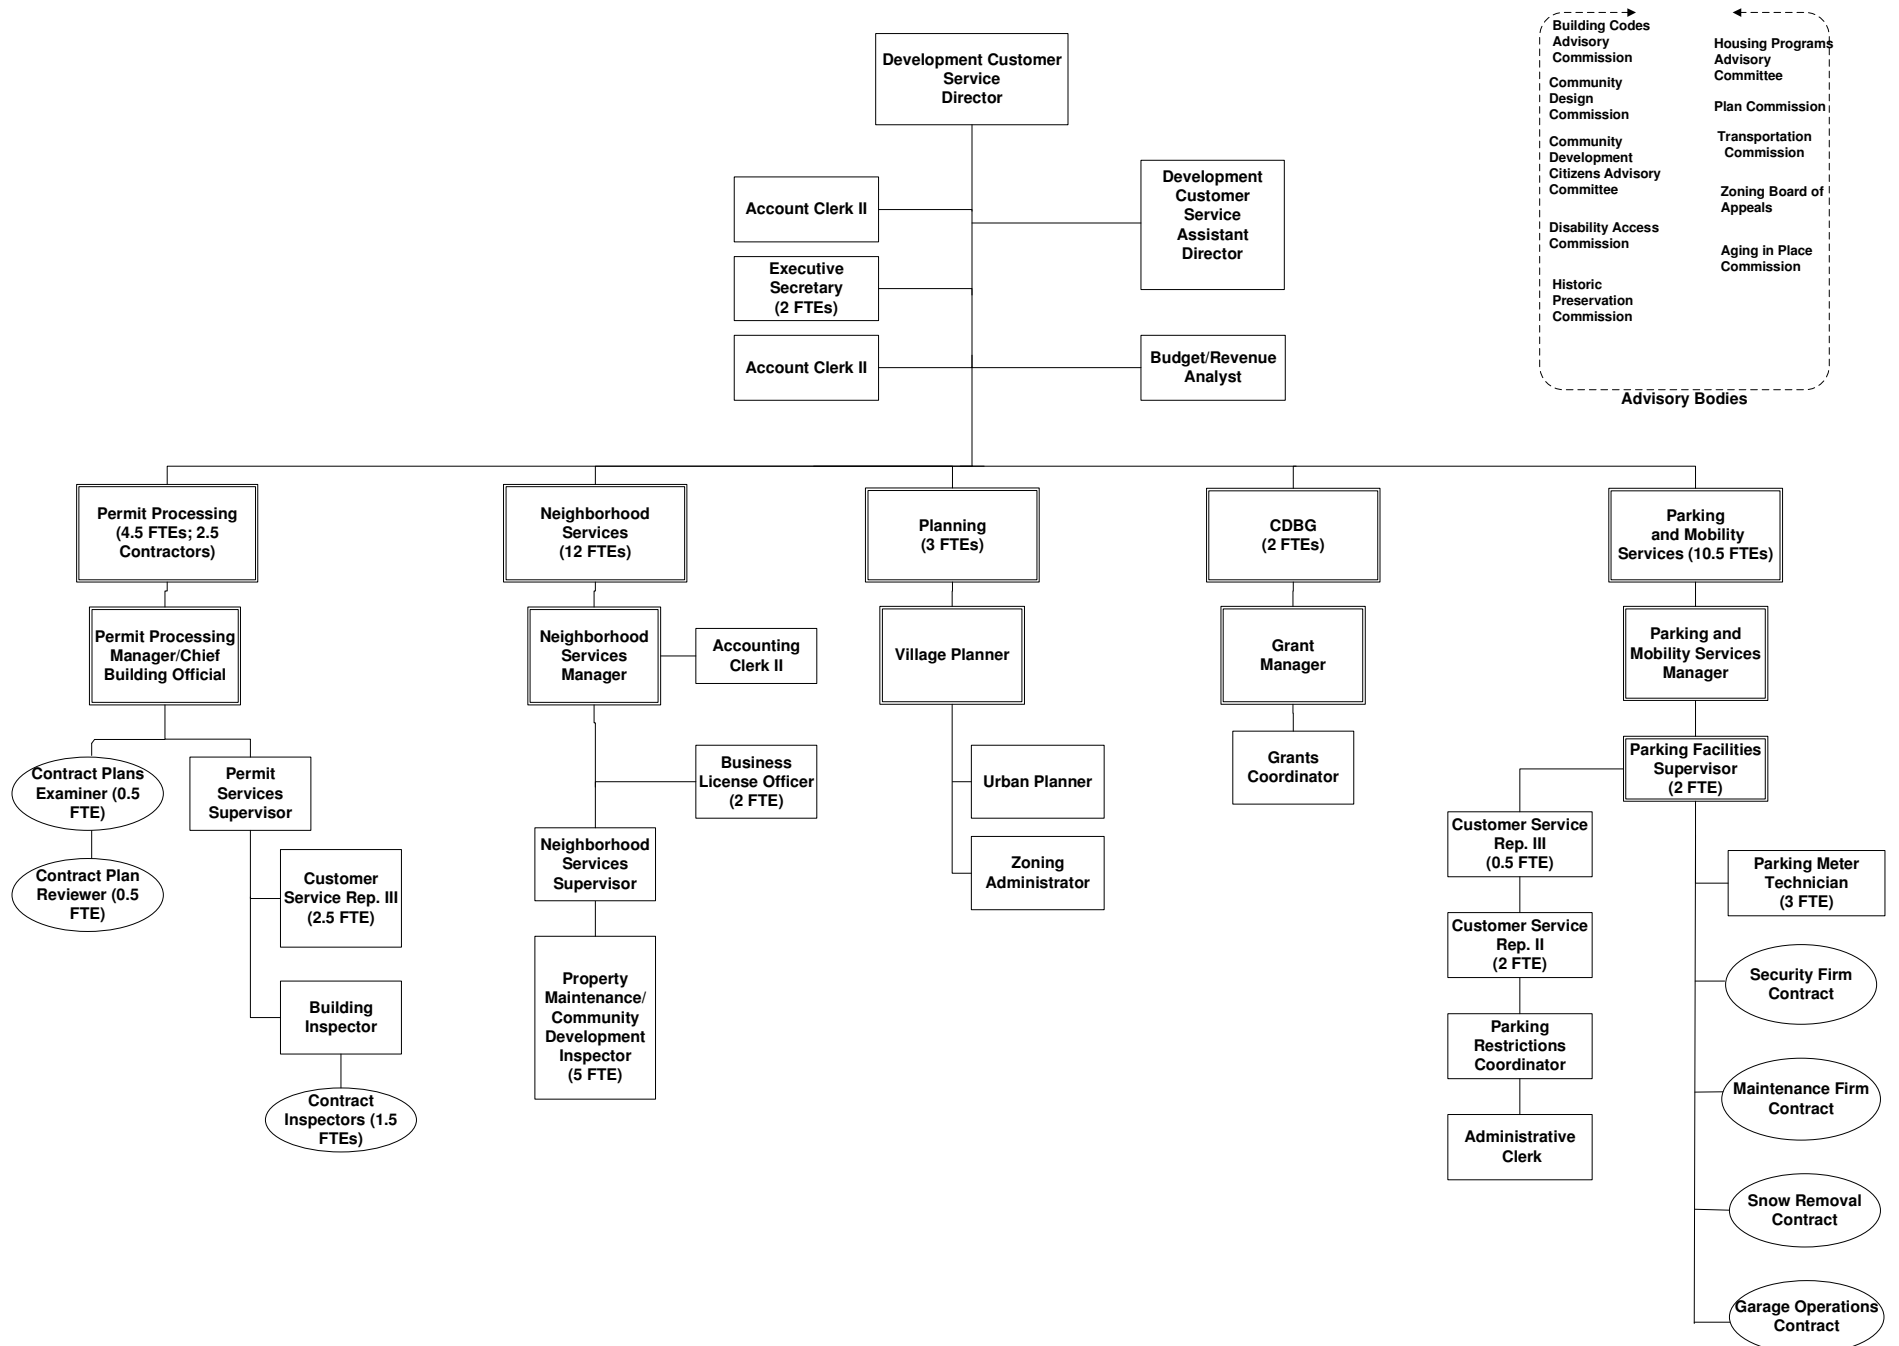 Development Customer
Service
Director
Account Clerk II
Development
Customer
Service
Assistant
Director
Executive
Secretary
(2 FTEs)
Account Clerk II
Budget/Revenue
Analyst
Building Codes
Advisory
Commission
Community
Design
Commission
Community
Development
Citizens Advisory
Committee
Disability Access
Commission
Historic
Preservation
Commission
Housing Programs
Advisory
Committee
Plan Commission
Transportation
Commission
Zoning Board of
Appeals
Aging in Place
Commission
Advisory Bodies
Permit Processing
(4.5 FTEs; 2.5
Contractors)
Permit Processing
Manager/Chief
Building Official
Contract Plans
Examiner (0.5
FTE)
Contract Plan
Reviewer (0.5
FTE)
Permit
Services
Supervisor
Customer
Service Rep. III
(2.5 FTE)
Building
Inspector
Contract
Inspectors (1.5
FTEs)
Neighborhood
Services
(12 FTEs)
Neighborhood
Services
Manager
Accounting
Clerk II
Business
License Officer
(2 FTE)
Neighborhood
Services
Supervisor
Property
Maintenance/
Community
Development
Inspector
(5 FTE)
Planning
(3 FTEs)
Village Planner
Urban Planner
Zoning
Administrator
CDBG
(2 FTEs)
Grant
Manager
Grants
Coordinator
Parking
and Mobility
Services (10.5 FTEs)
Parking and
Mobility Services
Manager
Parking Facilities
Supervisor
(2 FTE)
Customer Service
Rep. III
(0.5 FTE)
Customer Service
Rep. II
(2 FTE)
Parking
Restrictions
Coordinator
Administrative
Clerk
Parking Meter
Technician
(3 FTE)
Security Firm
Contract
Maintenance Firm
Contract
Snow Removal
Contract
Garage Operations
Contract